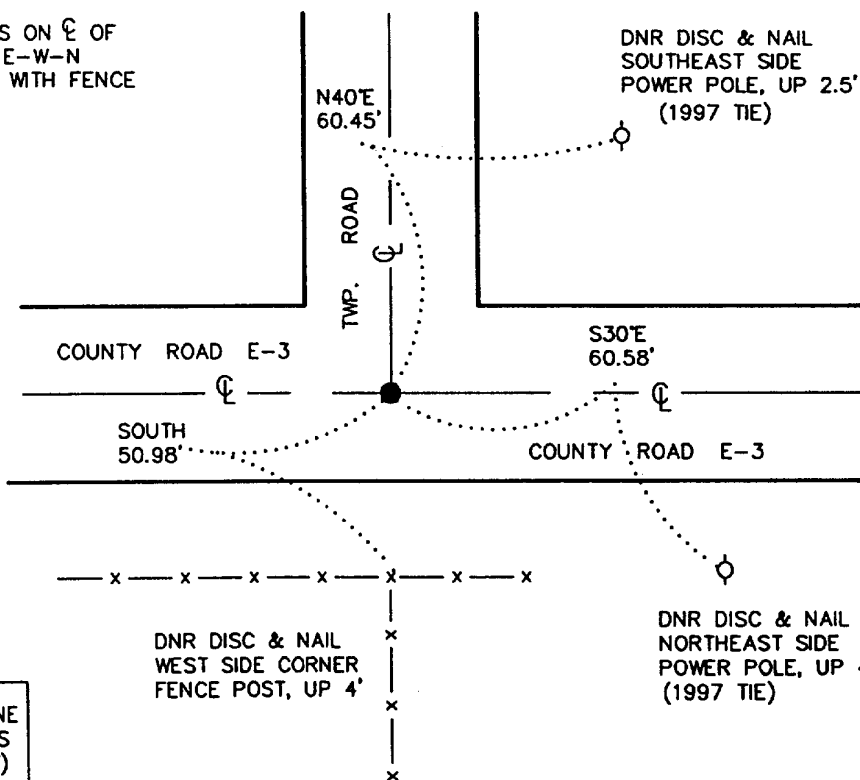 S ON ℄ OF
E-W-N
WITH FENCE
DNR DISC & NAIL
SOUTHEAST SIDE
POWER POLE, UP 2.5'
(1997 TIE)
N40°E
60.45'
TWP. ROAD
℄
COUNTY ROAD E-3
S30°E
60.58'
℄
℄
SOUTH
50.98'
COUNTY ROAD E-3
DNR DISC & NAIL
WEST SIDE CORNER
FENCE POST, UP 4'
DNR DISC & NAIL
NORTHEAST SIDE
POWER POLE, UP
(1997 TIE)
NE
S
)